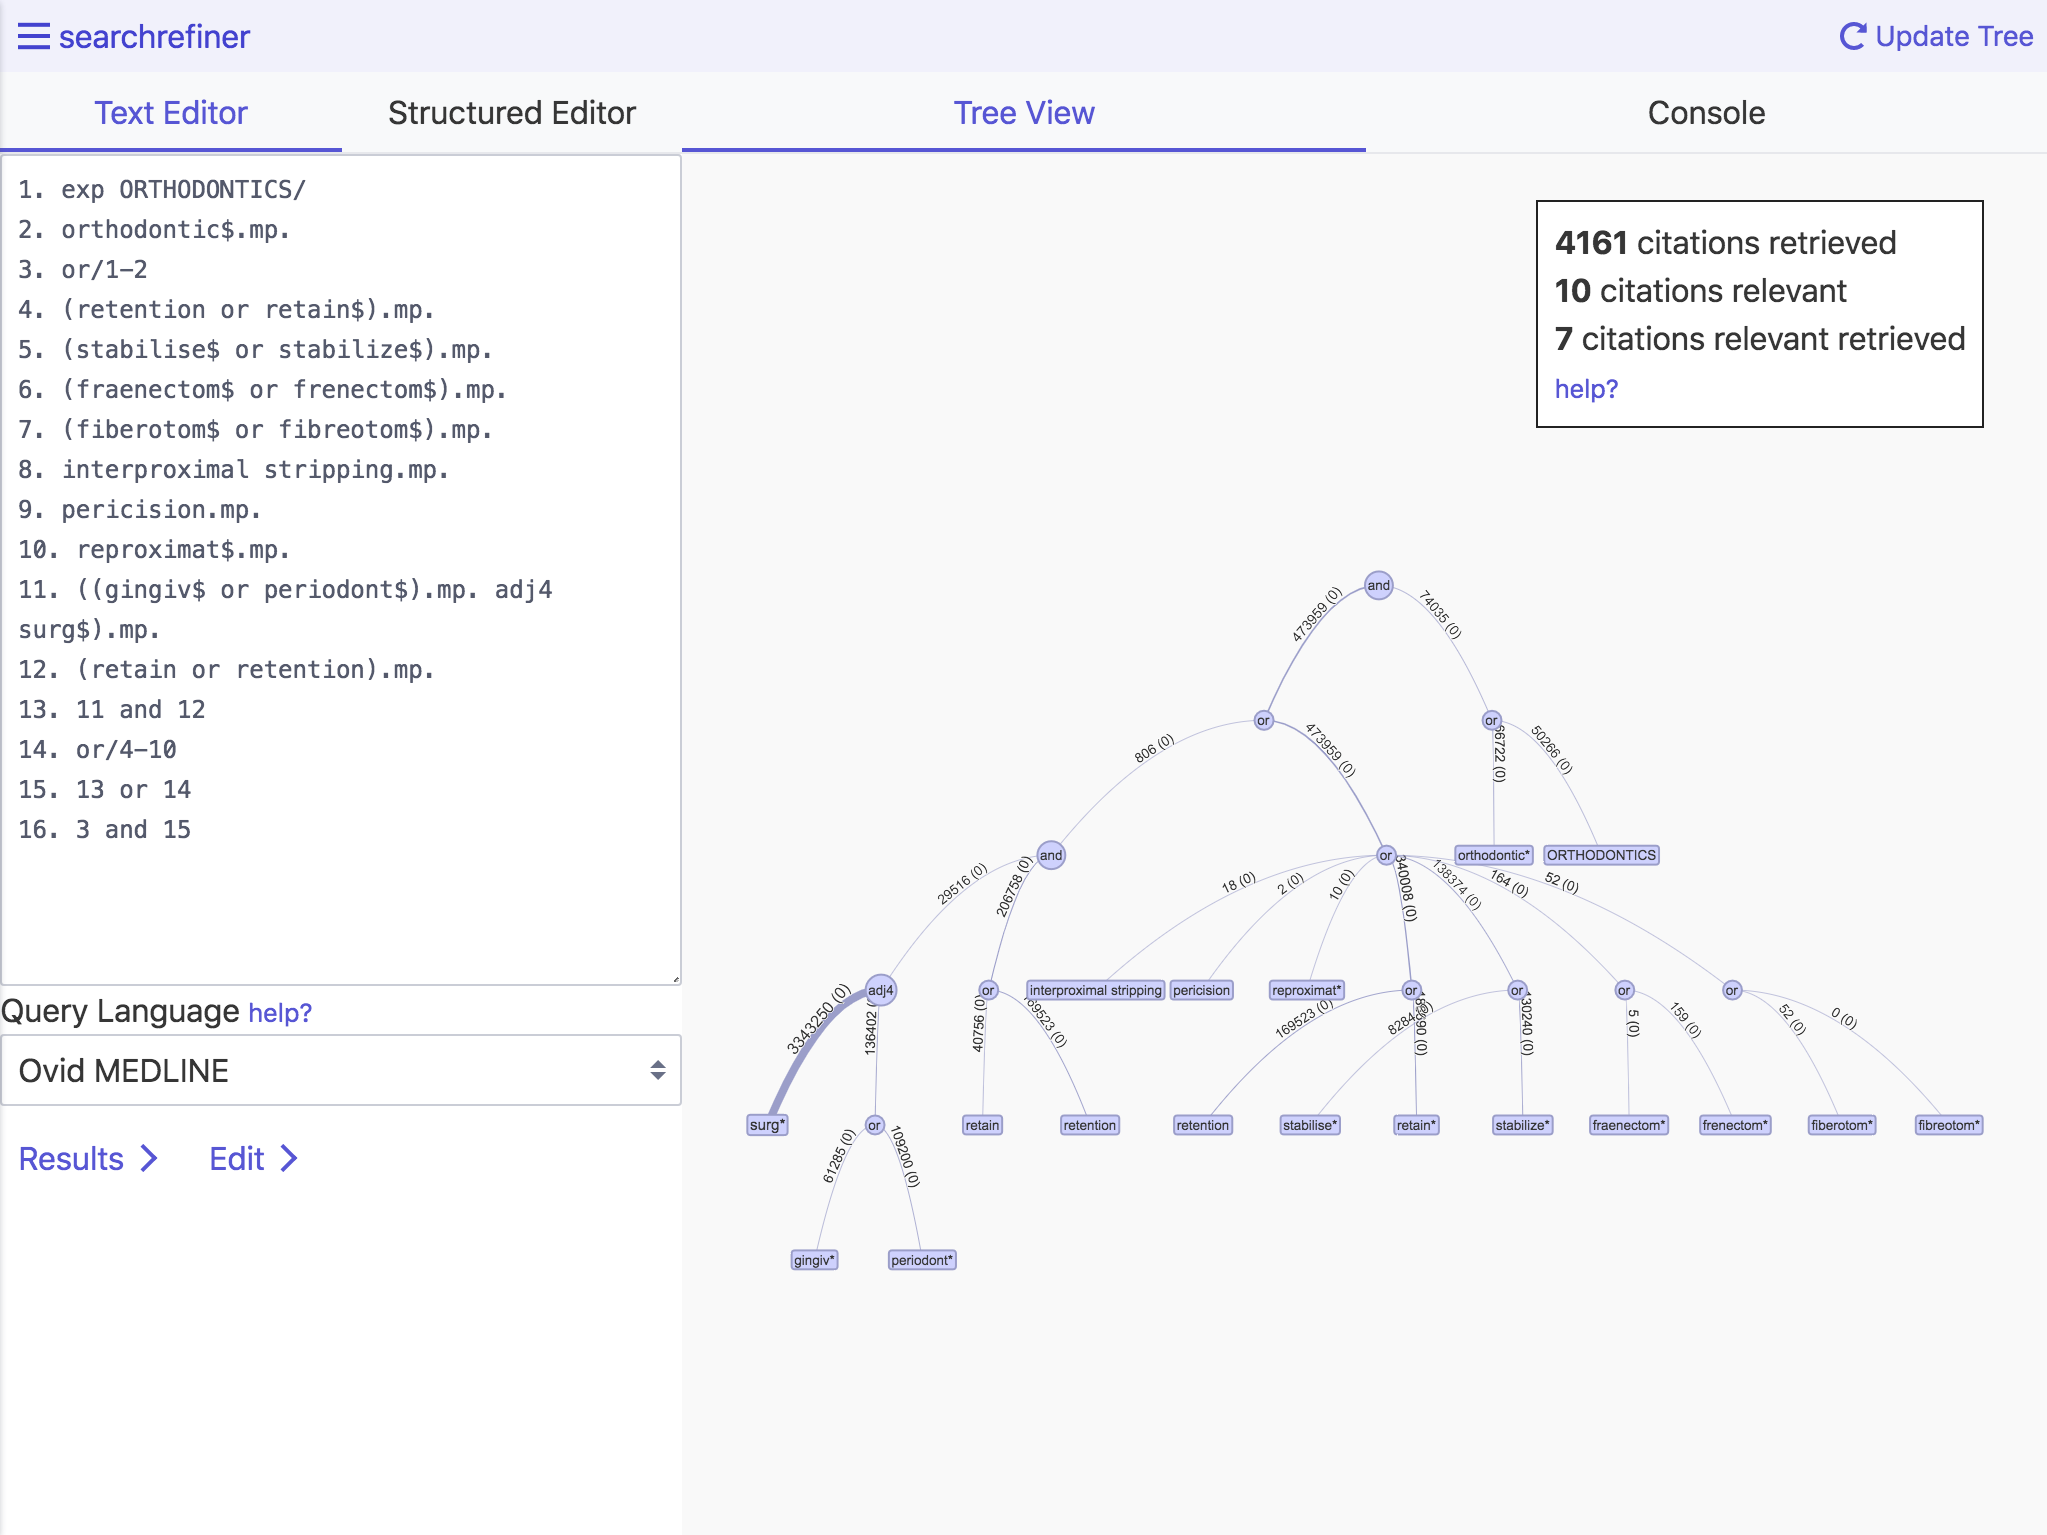 searchrefiner
Update Tree
Text Editor
Structured Editor
Tree View
Console
1. exp ORTHODONTICS/
2. orthodontic$.mp.
3. or/1-2
4. (retention or retain$).mp.
5. (stabilise$ or stabilize$).mp.
6. (fraenectom$ or frenectom$).mp.
7. (fiberotom$ or fibreotom$).mp.
8. interproximal stripping.mp.
9. pericision.mp.
10. reproximat$.mp.
11. ((gingiv$ or periodont$).mp. adj4
surg$).mp.
12. (retain or retention).mp.
13. 11 and 12
14. or/4-10
15. 13 or 14
16. 3 and 15
Query Language help?
Ovid MEDLINE
Results
Edit
4161 citations retrieved
10 citations relevant
7 citations relevant retrieved
help?
and
473959 (0)
74035 (0)
or
or
806 (0)
473959 (0)
66722 (0)
50266 (0)
and
or
orthodontic*
ORTHODONTICS
29516 (0)
206758 (0)
18 (0)
2 (0)
10 (0)
340008 (0)
138374 (0)
164 (0)
52 (0)
adj4
or
interproximal stripping
pericision
reproximat*
or
or
or
or
3343250 (0)
136402
40756 (0)
169523 (0)
169523 (0)
130240 (0)
5 (0)
159 (0)
52 (0)
0 (0)
surg*
or
retain
retention
retention
stabilise*
retain*
stabilize*
fraenectom*
frenectom*
fiberotom*
fibreotom*
61285 (0)
109200 (0)
gingiv*
periodont*